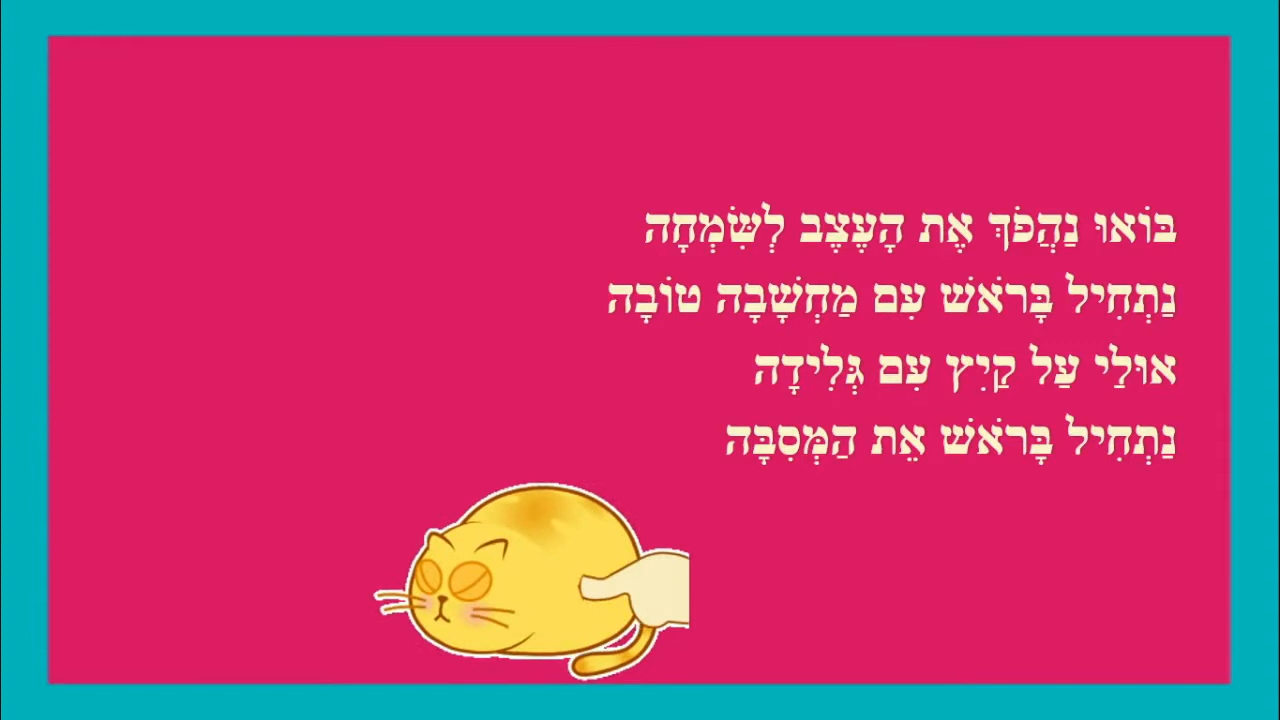 בּוֹאוּ נַהֲפֹךְ אֶת הָעֶצֶב לְשִּׂמְחָה
נַתְחִיל בָּרֹאשׁ עִם מַחְשָׁבָה טוֹבָה
אוּלַי עַל קַיִץ עִם גְּלִידָה
נַתְחִיל בָּרֹאשׁ אֵת הַמְּסִבָּה